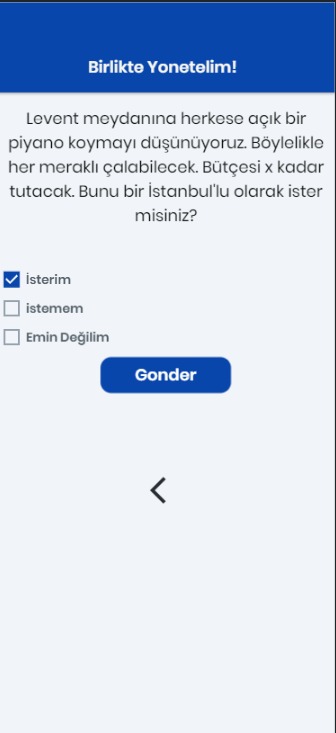 Birlikte Yonetelim!
Levent meydanına herkese açık bir
piyano koymayı düşünüyoruz. Böylelikle
her meraklı çalabilecek. Bütçesi x kadar
tutacak. Bunu bir İstanbul'lu olarak ister
misiniz?
İsterim
istemem
Emin Değilim
Gonder